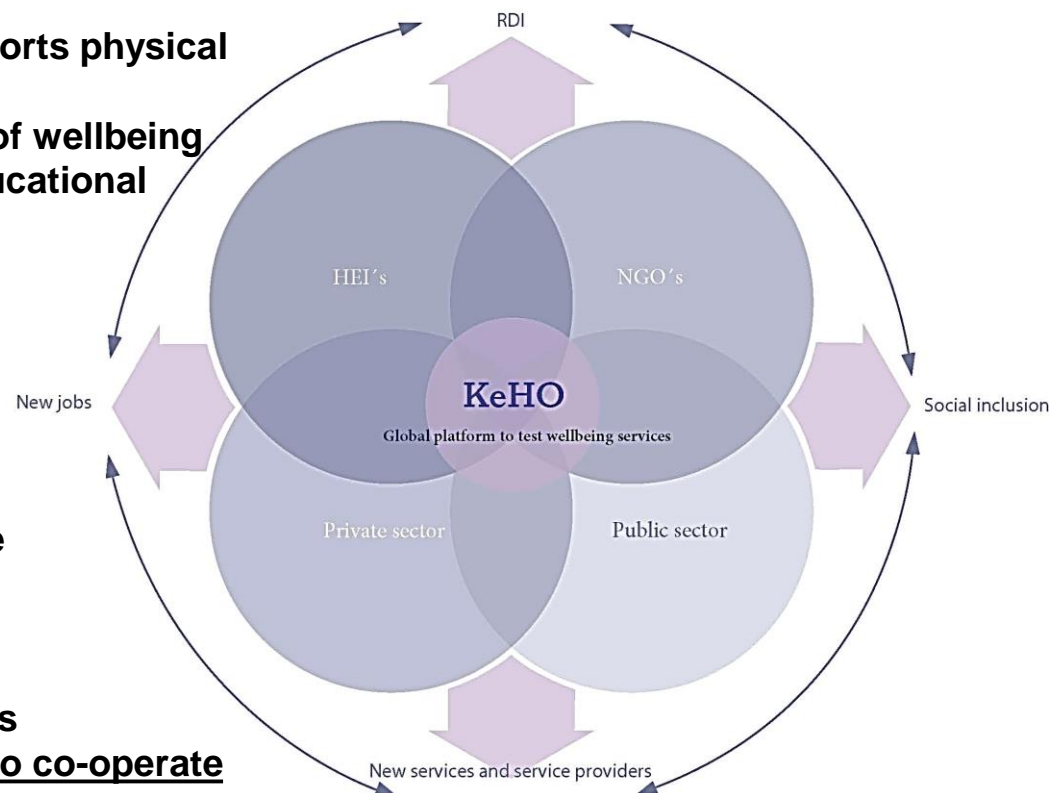 orts physical
of wellbeing
ucational
e
s
o co-operate
RDI
HEI´s
NGO´s
New jobs
KeHO
Global platform to test wellbeing services
Social inclusion
Private sector
Public sector
New services and service providers